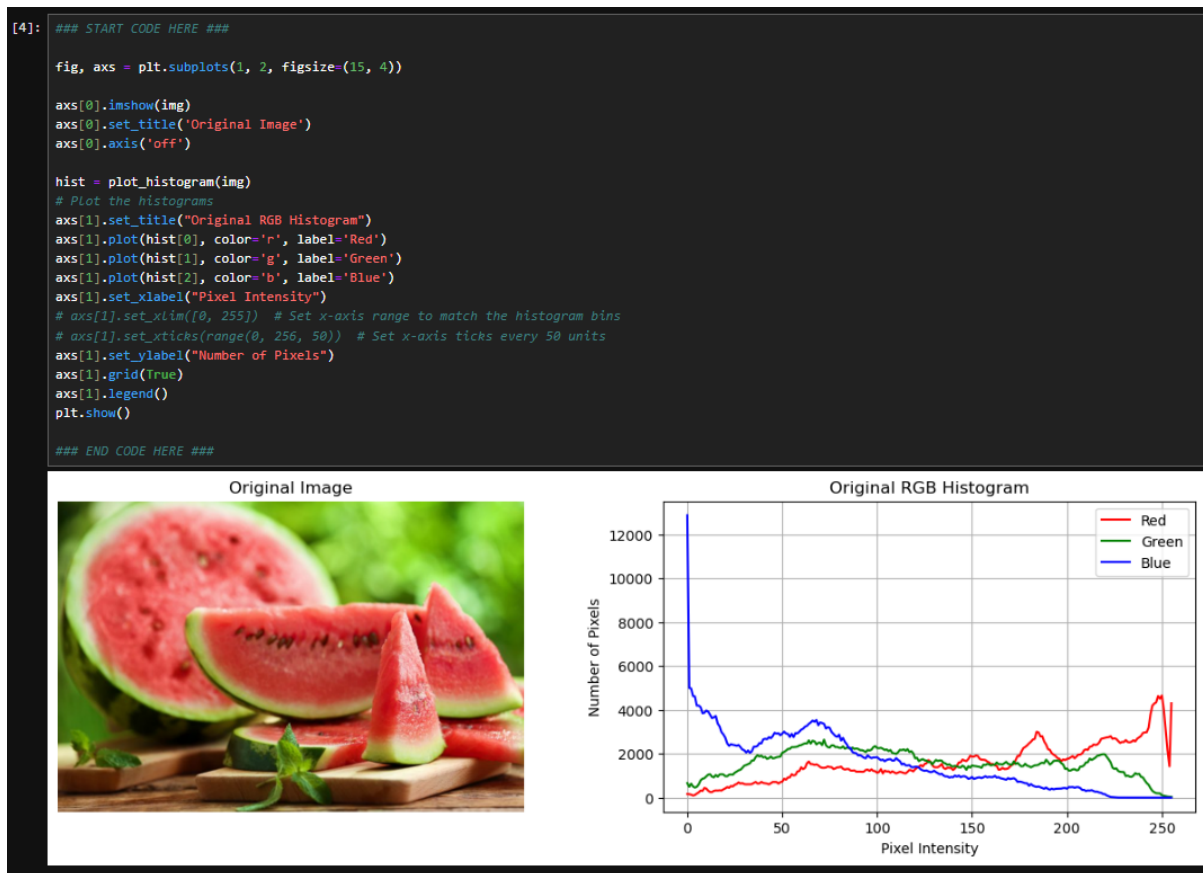 [4]:
### START CODE HERE ###
fig, axs = plt.subplots(1, 2, figsize=(15, 4))
axs[0].imshow(img)
axs[0].set_title('Original Image')
axs[0].axis('off')
hist = plot_histogram(img)
# Plot the histograms
axs[1].set_title("Original RGB Histogram")
axs[1].plot(hist[0], color='r', label='Red')
axs[1].plot(hist[1], color='g', label='Green')
axs[1].plot(hist[2], color='b', label='Blue')
axs[1].set_xlabel("Pixel Intensity")
# axs[1].set_xlim([0, 255])  # Set x-axis range to match the histogram bins
# axs[1].set_xticks(range(0, 256, 50))  # Set x-axis ticks every 50 units
axs[1].set_ylabel("Number of Pixels")
axs[1].grid(True)
axs[1].legend()
plt.show()
### END CODE HERE ###
Original Image
Original RGB Histogram
Red
Green
Blue
Number of Pixels
12000
10000
8000
6000
4000
2000
0
0 50 100 150 200 250
Pixel Intensity